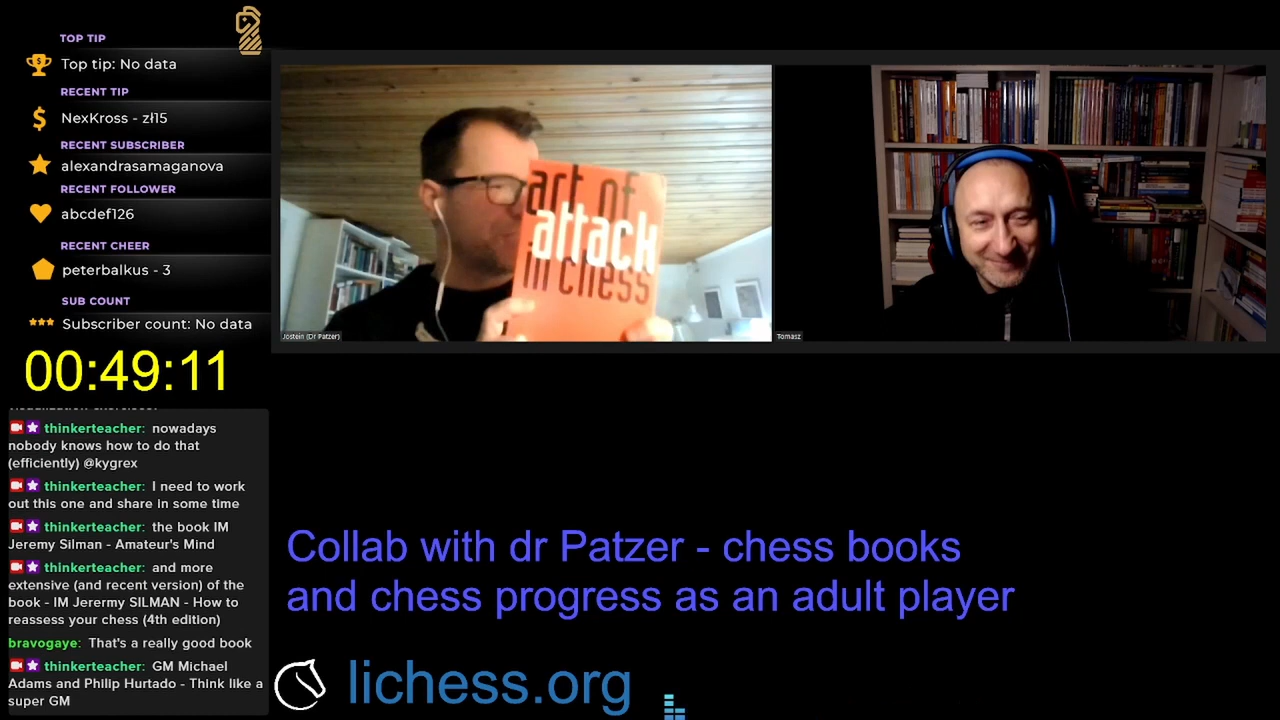 TOP TIP
Top tip: No data
RECENT TIP
NexKross - zł15
RECENT SUBSCRIBER
alexandrasamaganova
RECENT FOLLOWER
abcdef126
RECENT CHEER
peterbalkus - 3
SUB COUNT
Subscriber count: No data
00:49:11
thinkerteacher: nowadays
nobody knows how to do that
(efficiently) @kygrex
thinkerteacher: I need to work
out this one and share in some time
thinkerteacher: the book IM
Jeremy Silman - Amateur's Mind
thinkerteacher: and more
extensive (and recent version) of the
book - IM Jerermy SILMAN - How to
reassess your chess (4th edition)
bravogaye: That's a really good book
thinkerteacher: GM Michael
Adams and Philip Hurtado - Think like a
super GM
art of
attack
in chess
Jostein (Dr Patzer)
Tomasz
Collab with dr Patzer - chess books
and chess progress as an adult player
lichess.org